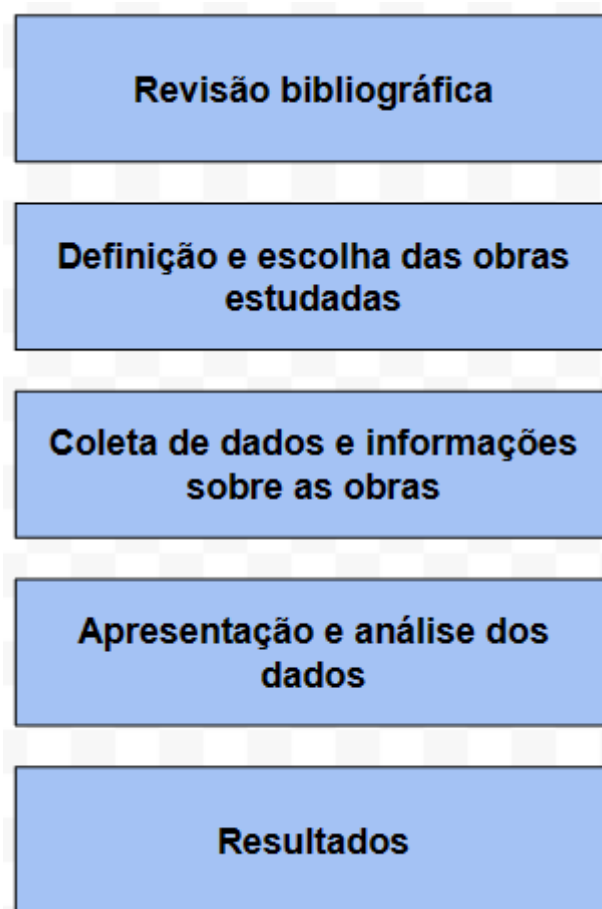 Revisão bibliográfica
Definição e escolha das obras
estudadas
Coleta de dados e informações
sobre as obras
Apresentação e análise dos
dados
Resultados